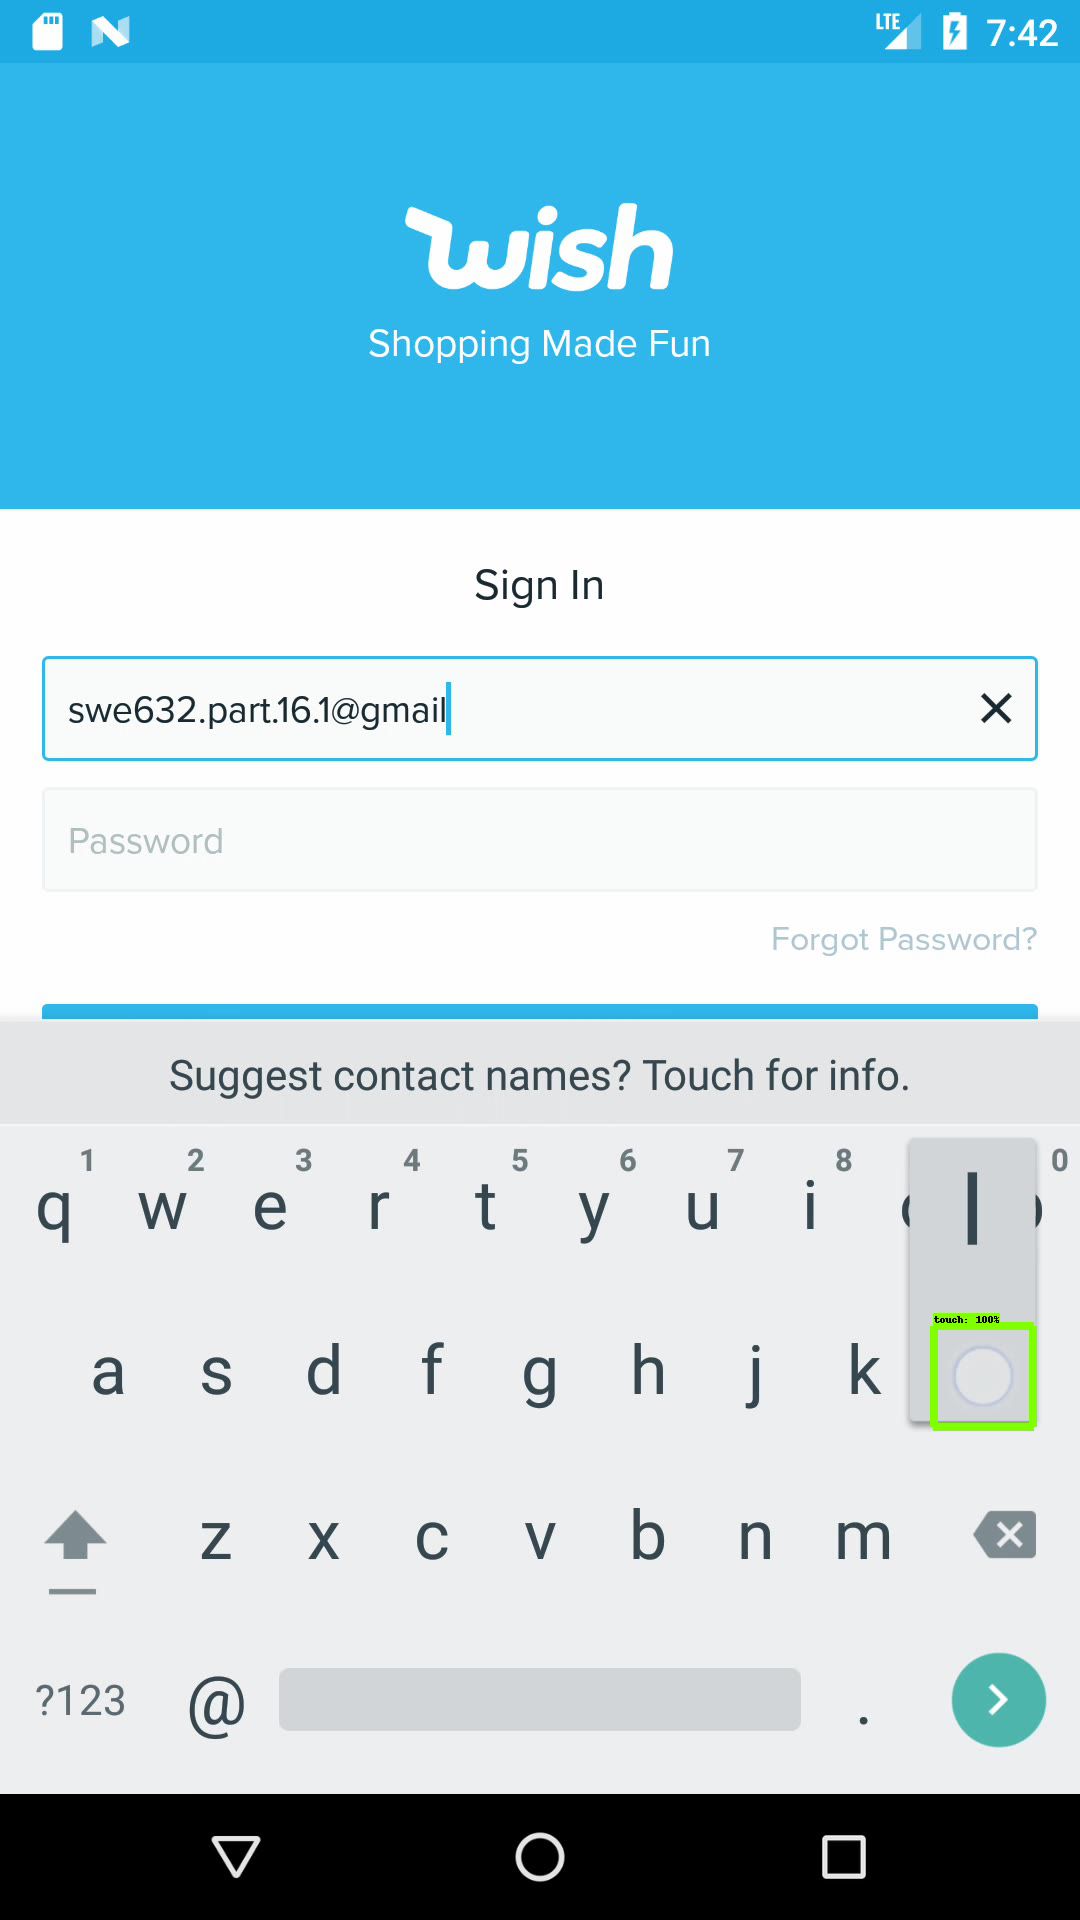 LTE 7:42
wish
Shopping Made Fun
Sign In
swe632.part.16.1@gmail
Password
Forgot Password?
Suggest contact names? Touch for info.
1 2 3 4 5 6 7 8 0
q w e r t y u i l
touch: 100%
a s d f g h j k
z x c v b n m
?123 @ .